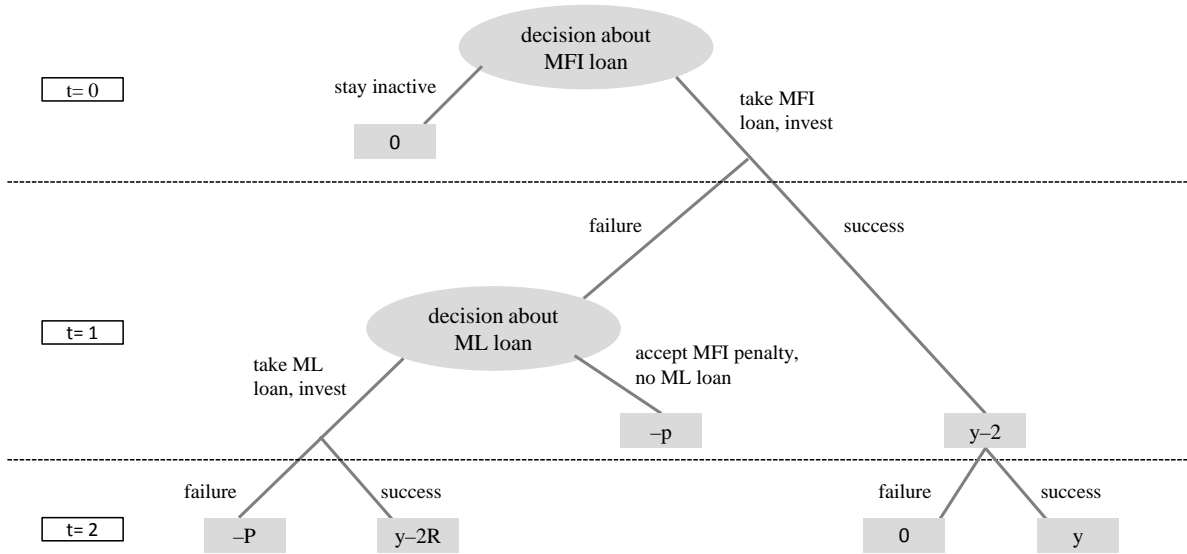 decision about
MFI loan
t= 0
stay inactive
take MFI
loan, invest
0
failure
success
t= 1
decision about
ML loan
take ML
loan, invest
accept MFI penalty,
no ML loan
–p
y–2
failure
success
failure
success
t= 2
–P
y–2R
0
y